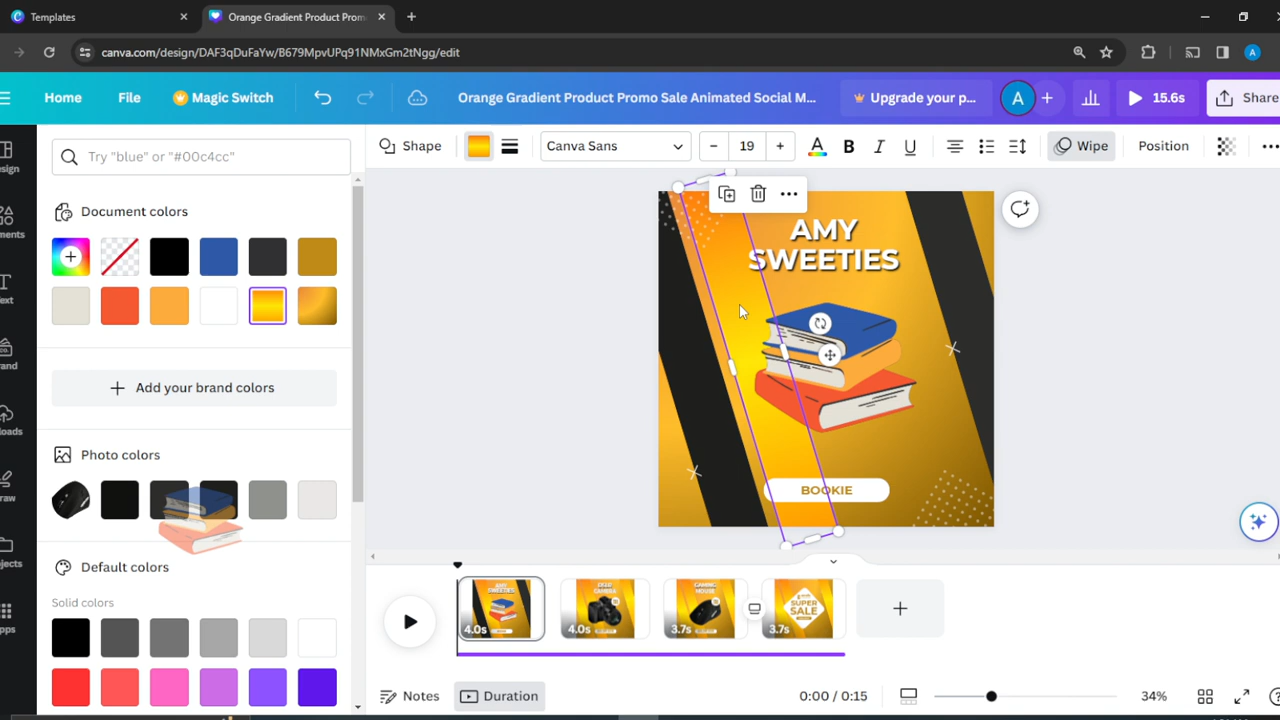 Templates
Orange Gradient Product Prom
canva.com/design/DAF3qDuFaYw/B679MpvUPq91NMxGm2tNgg/edit
A
Home
File
Magic Switch
Orange Gradient Product Promo Sale Animated Social M...
Upgrade your p...
A
15.6s
Share
Try "blue" or "#00c4cc"
Shape
Canva Sans
19
A
B
I
U
Wipe
Position
Document colors
AMY
SWEETIES
Add your brand colors
Photo colors
BOOKIE
Default colors
Solid colors
4.0s
4.0s
3.7s
3.7s
SUPER
SALE
Notes
Duration
0:00 / 0:15
34%